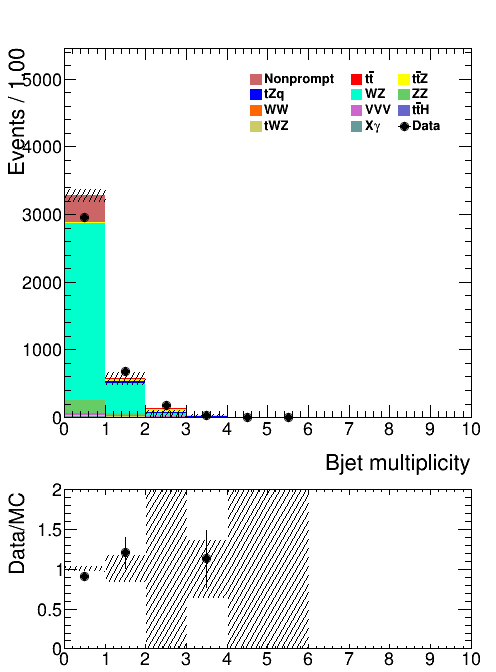 Events / 1.00
5000
4000
3000
2000
1000
0
Nonprompt tt̄ tt̄Z
tZq WZ ZZ
WW VVV tt̄H
tWZ Xγ Data
0 1 2 3 4 5 6 7 8 9 10
Bjet multiplicity
Data/MC
2
1.5
1
0.5
0
0 1 2 3 4 5 6 7 8 9 10